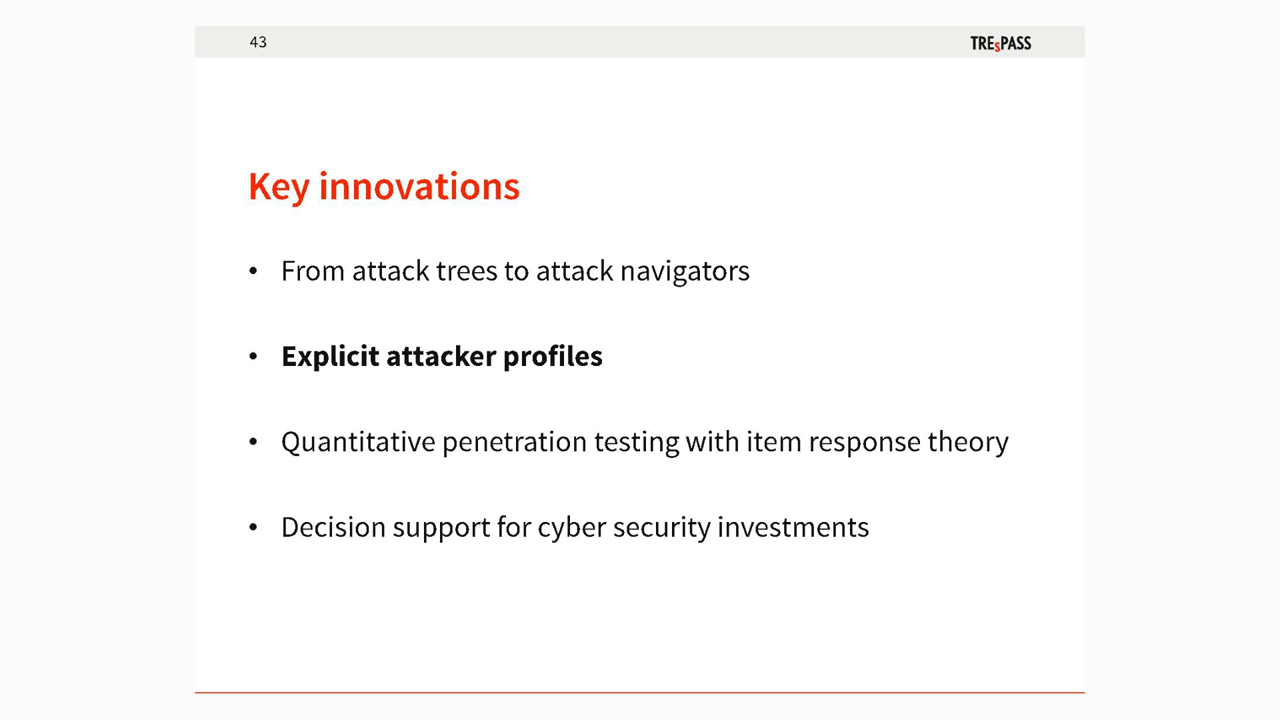 43
TREsPASS
Key innovations
• From attack trees to attack navigators
• Explicit attacker profiles
• Quantitative penetration testing with item response theory
• Decision support for cyber security investments